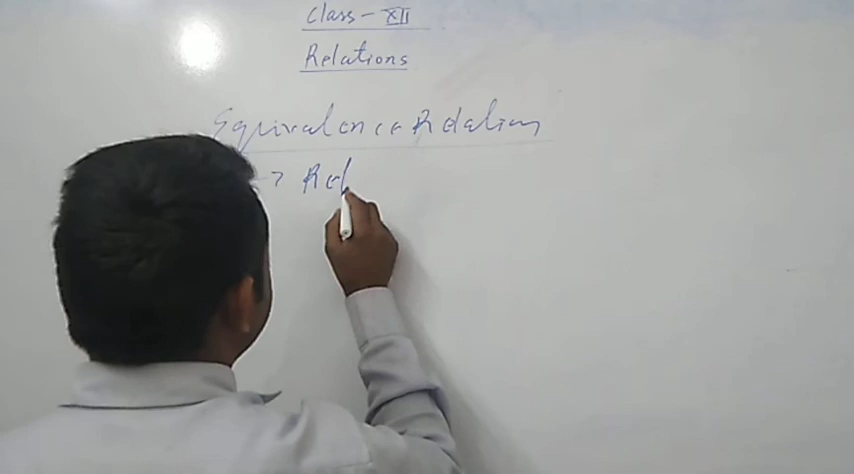 Class - XII
Relations
Equivalence Relation
→ Ref